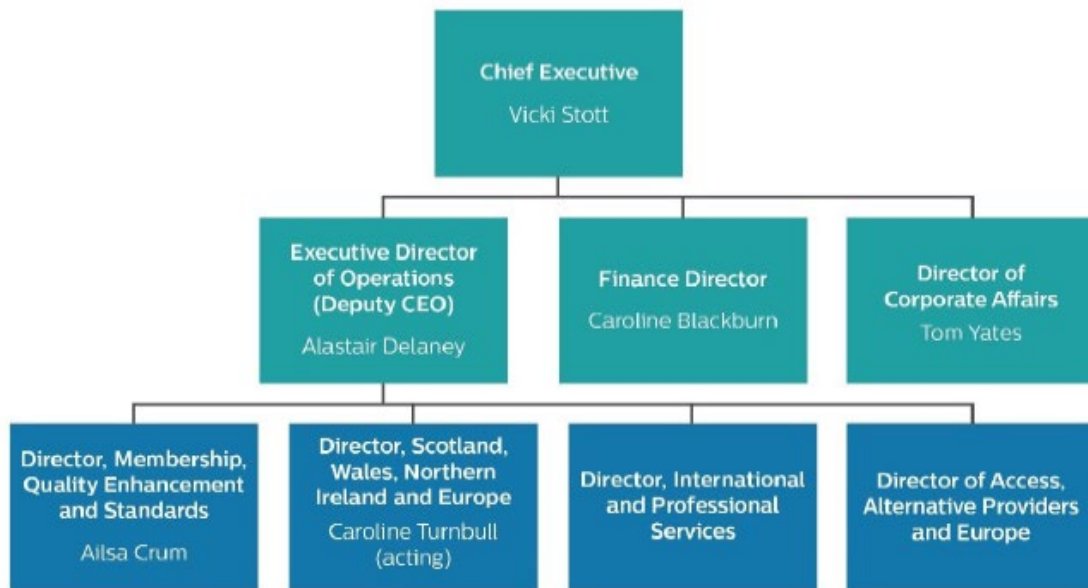 Chief Executive
Vicki Stott
Executive Director
of Operations
(Deputy CEO)
Alastair Delaney
Finance Director
Caroline Blackburn
Director of
Corporate Affairs
Tom Yates
Director, Membership,
Quality Enhancement
and Standards
Ailsa Crum
Director, Scotland,
Wales, Northern
Ireland and Europe
Caroline Turnbull
(acting)
Director, International
and Professional
Services
Director of Access,
Alternative Providers
and Europe